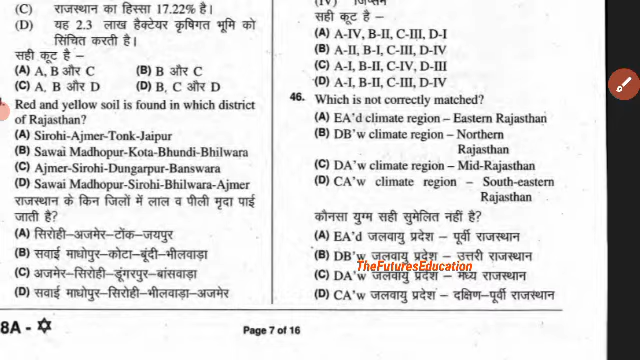 (C) राजस्थान का हिस्सा 17.22% है।
(D) यह 2.3 लाख हैक्टेयर कृषिगत भूमि को
सिंचित करती है।
सही कूट है –
(A) A, B और C (B) B और C
(C) A, B और D (D) B, C और D
Red and yellow soil is found in which district
of Rajasthan?
(A) Sirohi-Ajmer-Tonk-Jaipur
(B) Sawai Madhopur-Kota-Bhundi-Bhilwara
(C) Ajmer-Sirohi-Dungarpur-Banswara
(D) Sawai Madhopur-Sirohi-Bhilwara-Ajmer
राजस्थान के किन जिलों में लाल व पीली मृदा पाई
जाती है?
(A) सिरोही–अजमेर–टोंक–जयपुर
(B) सवाई माधोपुर–कोटा–बूंदी–भीलवाड़ा
(C) अजमेर–सिरोही–डूंगरपुर–बांसवाड़ा
(D) सवाई माधोपुर–सिरोही–भीलवाड़ा–अजमेर
(IV) जिप्सम
सही कूट है –
(A) A-IV, B-II, C-III, D-I
(B) A-II, B-I, C-III, D-IV
(C) A-I, B-II, C-IV, D-III
(D) A-I, B-II, C-III, D-IV
46. Which is not correctly matched?
(A) EA'd climate region – Eastern Rajasthan
(B) DB'w climate region – Northern
Rajasthan
(C) DA'w climate region – Mid-Rajasthan
(D) CA'w climate region – South-eastern
Rajasthan
कौनसा युग्म सही सुमेलित नहीं है?
(A) EA'd जलवायु प्रदेश – पूर्वी राजस्थान
(B) DB'w जलवायु प्रदेश – उत्तरी राजस्थान
TheFuturesEducation
(C) DA'w जलवायु प्रदेश – मध्य राजस्थान
(D) CA'w जलवायु प्रदेश – दक्षिण–पूर्वी राजस्थान
8A - ✡
Page 7 of 16